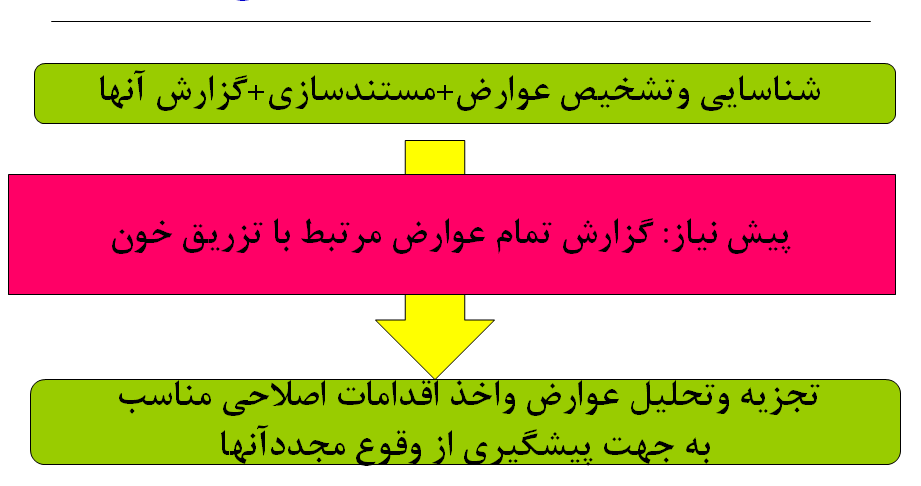 شناسایی وتشخیص عوارض+مستندسازی+گزارش آنها
پیش نیاز: گزارش تمام عوارض مرتبط با تزریق خون
تجزیه وتحلیل عوارض واخذ اقدامات اصلاحی مناسب
به جهت پیشگیری از وقوع مجددآنها